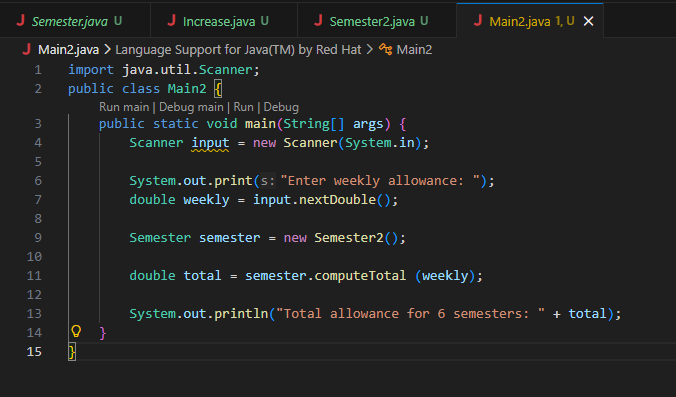 Semester.java U Increase.java U Semester2.java U Main2.java 1, U
Main2.java > Language Support for Java(TM) by Red Hat > Main2
1 import java.util.Scanner;
2 public class Main2 {
Run main | Debug main | Run | Debug
3 public static void main(String[] args) {
4 Scanner input = new Scanner(System.in);
5
6 System.out.print(s: "Enter weekly allowance: ");
7 double weekly = input.nextDouble();
8
9 Semester semester = new Semester2();
10
11 double total = semester.computeTotal (weekly);
12
13 System.out.println("Total allowance for 6 semesters: " + total);
14 }
15 }